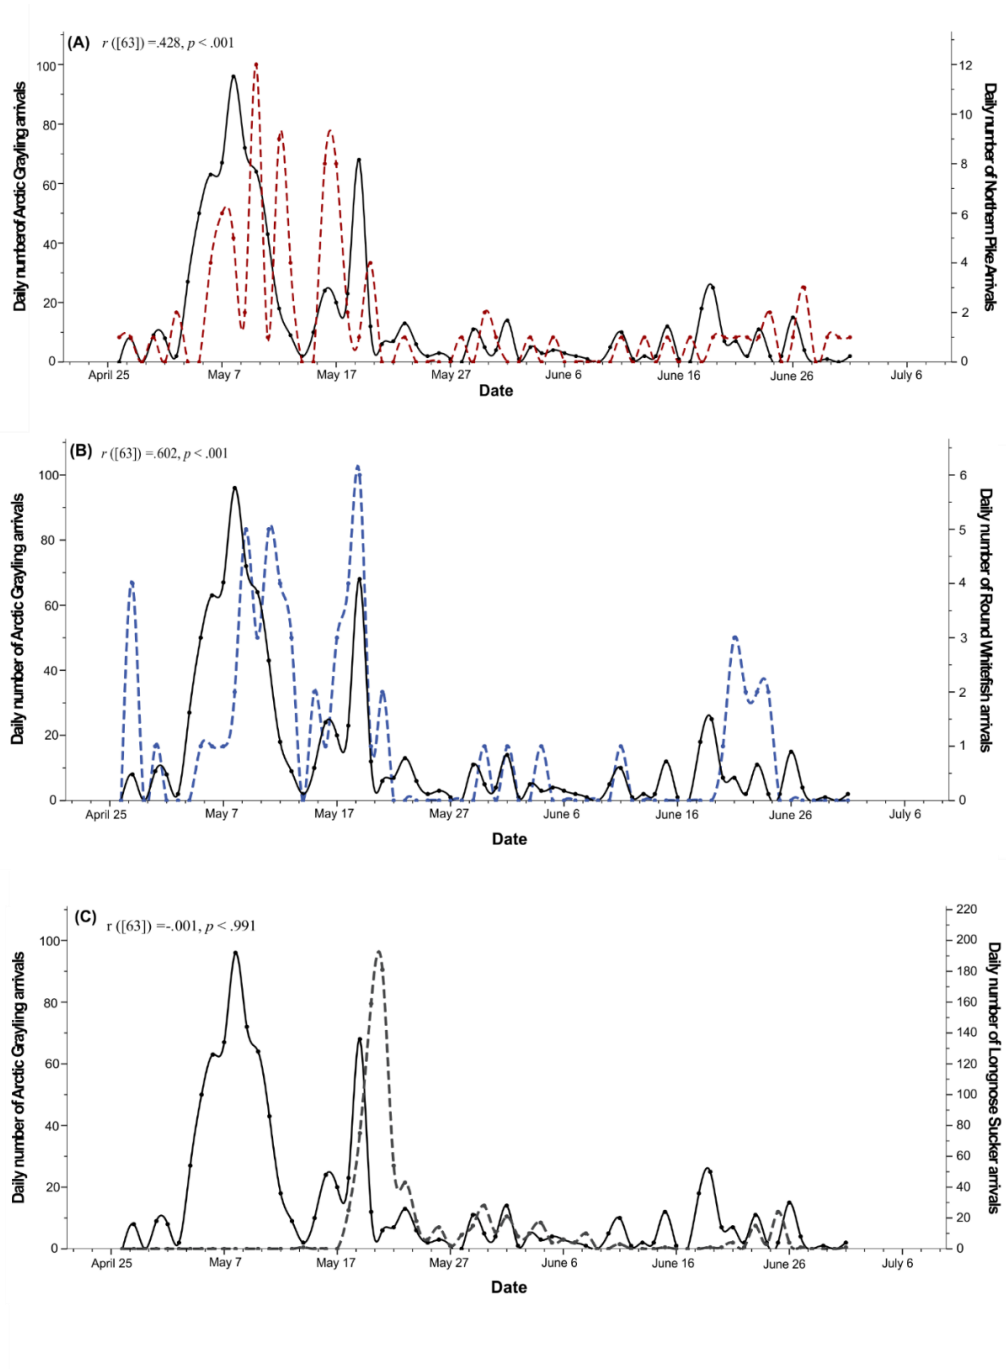 (A) r ([63]) =.428, p < .001
Daily number of Arctic Grayling arrivals
100
80
60
40
20
0
12
10
8
6
4
2
0
Daily number of Northern Pike Arrivals
April 25 May 7 May 17 May 27 June 6 June 16 June 26 July 6
Date
(B) r ([63]) =.602, p < .001
Daily number of Arctic Grayling arrivals
100
80
60
40
20
0
6
5
4
3
2
1
0
Daily number of Round Whitefish arrivals
April 25 May 7 May 17 May 27 June 6 June 16 June 26 July 6
Date
(C) r ([63]) =-.001, p < .991
Daily number of Arctic Grayling arrivals
100
80
60
40
20
0
220
200
180
160
140
120
100
80
60
40
20
0
Daily number of Longnose Sucker arrivals
April 25 May 7 May 17 May 27 June 6 June 16 June 26 July 6
Date